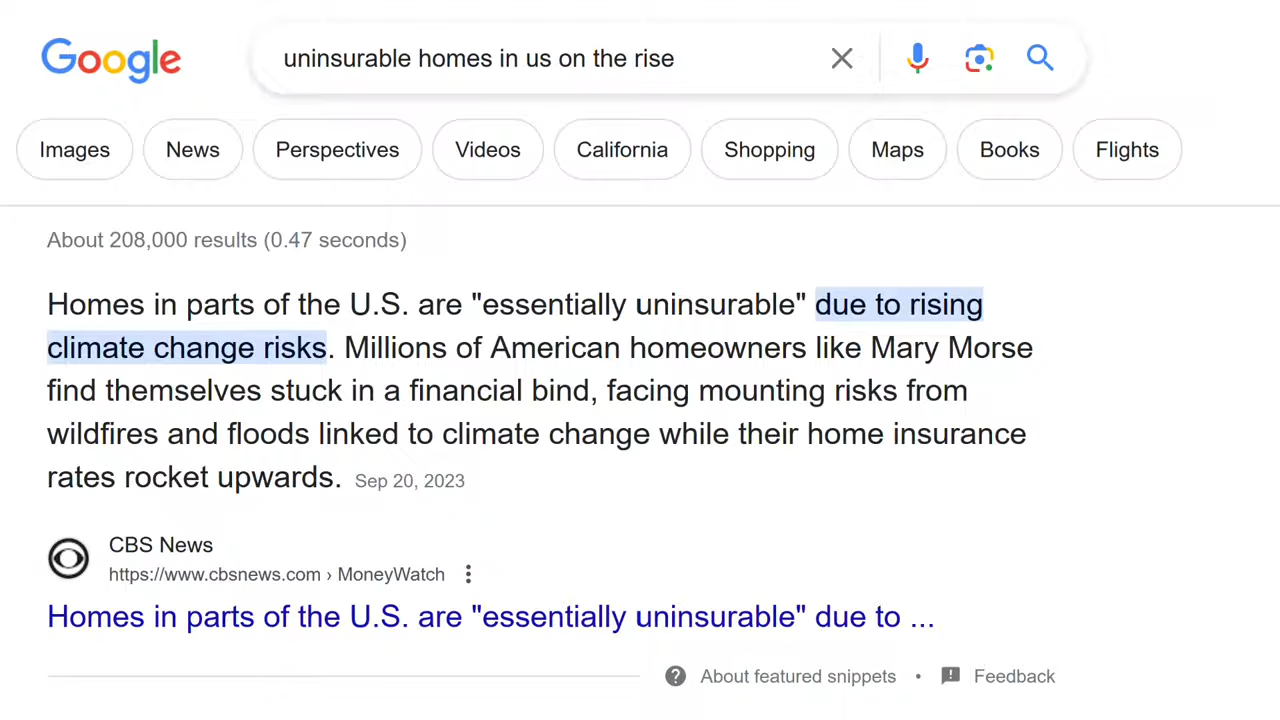 Google
uninsurable homes in us on the rise
Images News Perspectives Videos California Shopping Maps Books Flights
About 208,000 results (0.47 seconds)
Homes in parts of the U.S. are "essentially uninsurable" due to rising
climate change risks. Millions of American homeowners like Mary Morse
find themselves stuck in a financial bind, facing mounting risks from
wildfires and floods linked to climate change while their home insurance
rates rocket upwards. Sep 20, 2023
CBS News
https://www.cbsnews.com › MoneyWatch
Homes in parts of the U.S. are "essentially uninsurable" due to ...
About featured snippets • Feedback